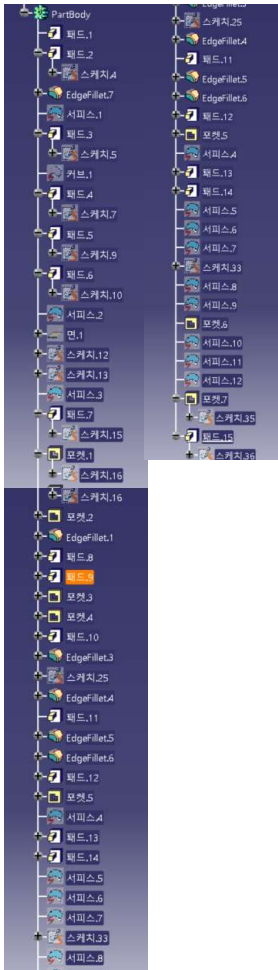 PartBody
패드.1
패드.2
스케치.4
EdgeFillet.7
서피스.1
패드.3
스케치.5
커브.1
패드.4
스케치.7
패드.5
스케치.9
패드.6
스케치.10
서피스.2
면.1
스케치.12
스케치.13
서피스.3
패드.7
스케치.15
포켓.1
스케치.16
스케치.16
포켓.2
EdgeFillet.1
패드.8
패드.9
포켓.3
포켓.4
패드.10
EdgeFillet.3
스케치.25
EdgeFillet.4
패드.11
EdgeFillet.5
EdgeFillet.6
패드.12
포켓.5
서피스.4
패드.13
패드.14
서피스.5
서피스.6
서피스.7
스케치.33
서피스.8
스케치.25
EdgeFillet.4
패드.11
EdgeFillet.5
EdgeFillet.6
패드.12
포켓.5
서피스.4
패드.13
패드.14
서피스.5
서피스.6
서피스.7
스케치.33
서피스.8
서피스.9
포켓.6
서피스.10
서피스.11
서피스.12
포켓.7
스케치.35
패드.15
스케치.36